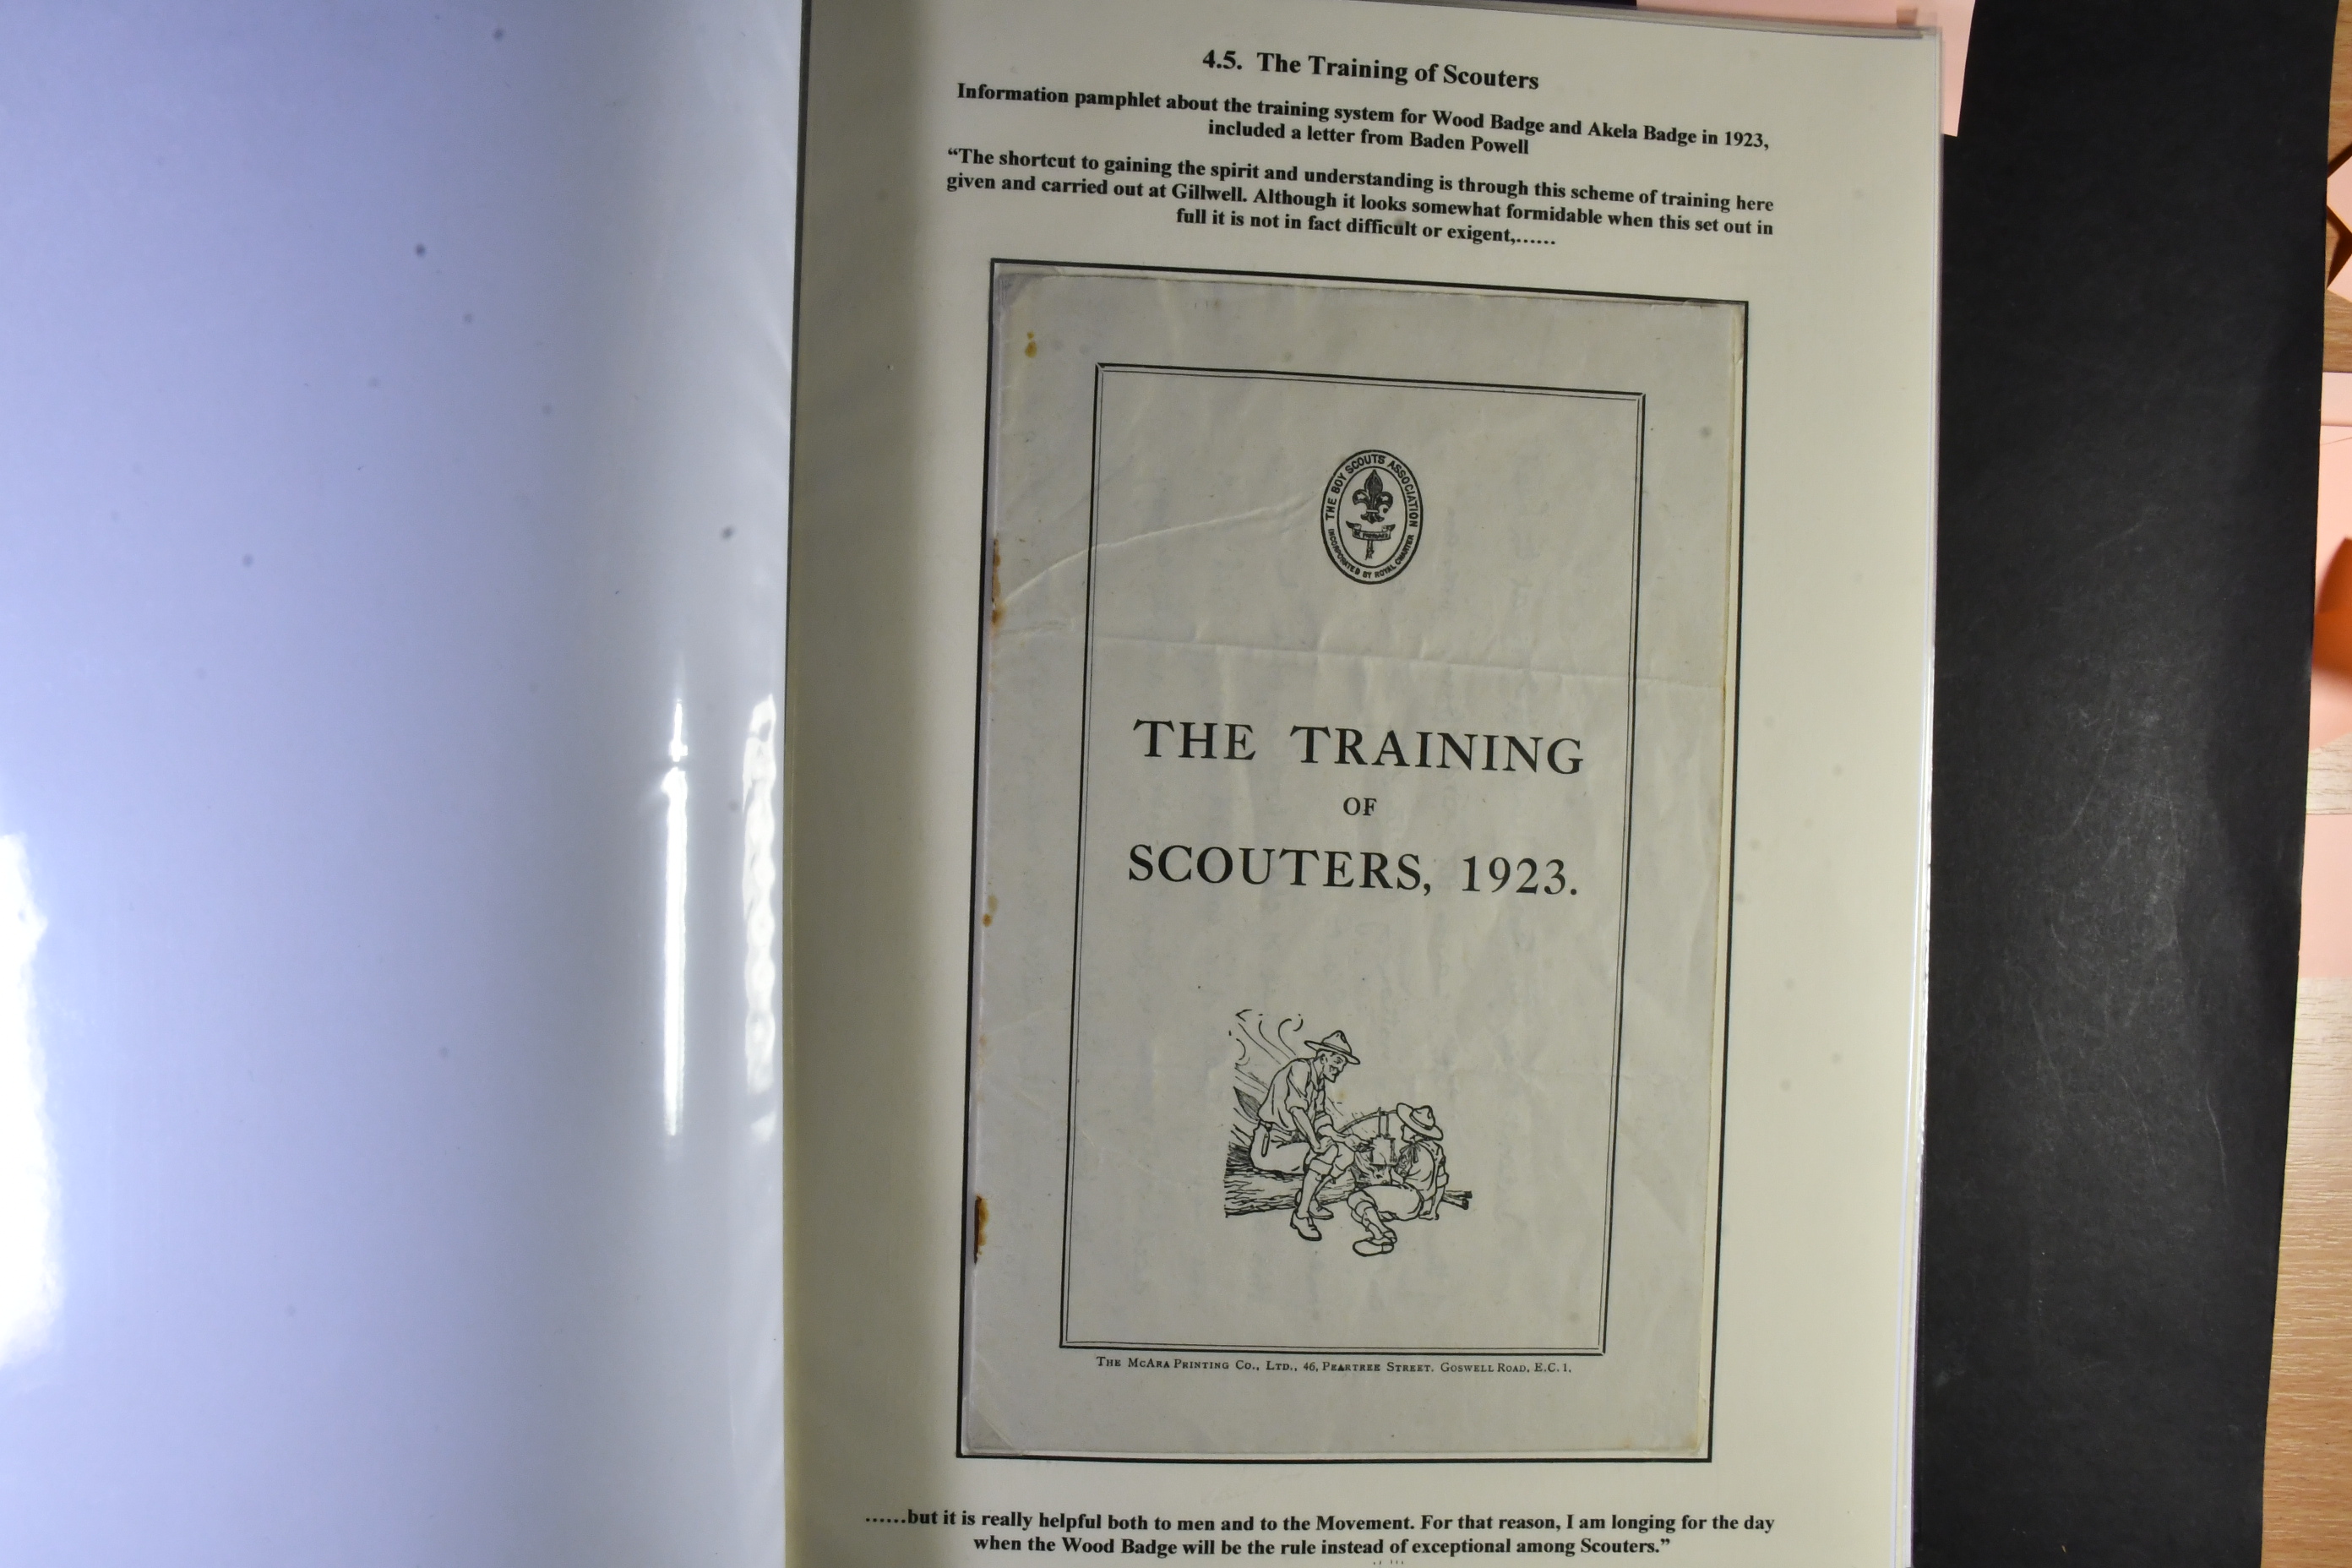 4.5. The Training of Scouters
Information pamphlet about the training system for Wood Badge and Akela Badge in 1923,
included a letter from Baden Powell
“The shortcut to gaining the spirit and understanding is through this scheme of training here
given and carried out at Gillwell. Although it looks somewhat formidable when this set out in
full it is not in fact difficult or exigent,......
THE BOY SCOUTS ASSOCIATION
INCORPORATED BY ROYAL CHARTER
THE TRAINING
OF
SCOUTERS, 1923.
THE MCARA PRINTING CO., LTD., 46, PEARTREE STREET, GOSWELL ROAD, E.C.1.
......but it is really helpful both to men and to the Movement. For that reason, I am longing for the day
when the Wood Badge will be the rule instead of exceptional among Scouters.”